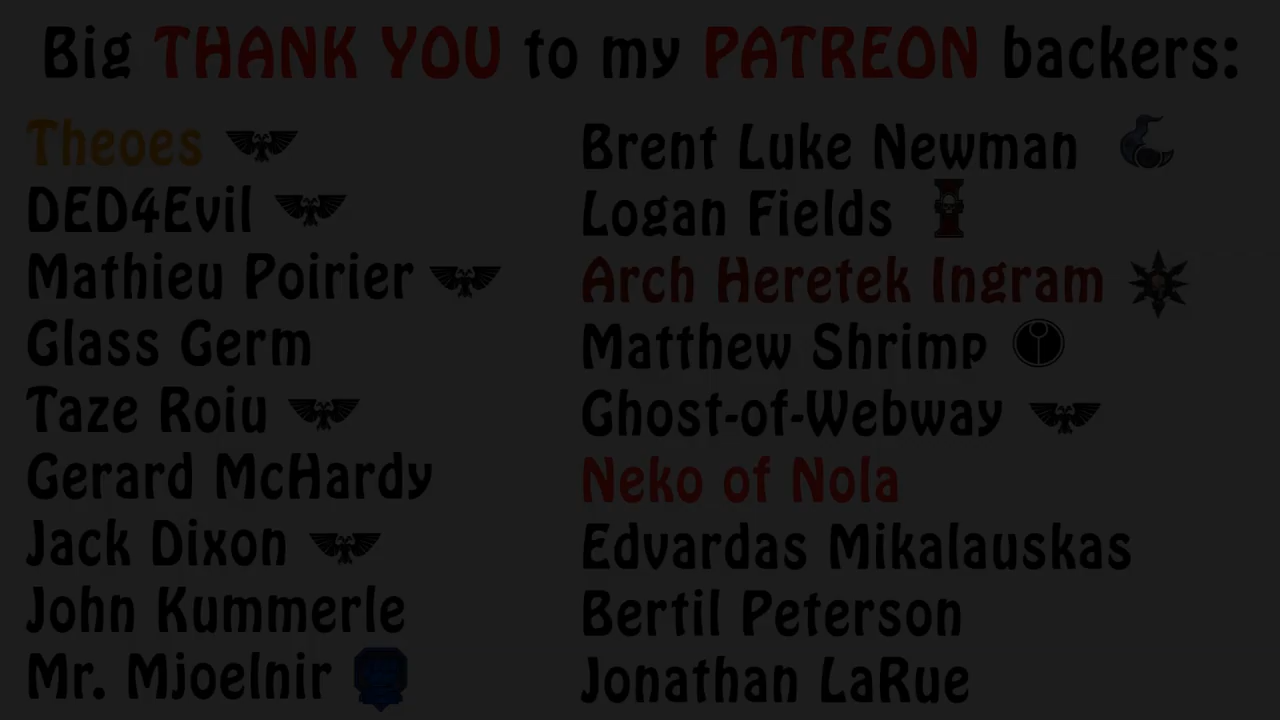 Big THANK YOU to my PATREON backers:
Theoes
DED4Evil
Mathieu Poirier
Glass Germ
Taze Roiu
Gerard McHardy
Jack Dixon
John Kummerle
Mr. Mjoelnir
Brent Luke Newman
Logan Fields
Arch Heretek Ingram
Matthew Shrimp
Ghost-of-Webway
Neko of Nola
Edvardas Mikalauskas
Bertil Peterson
Jonathan LaRue